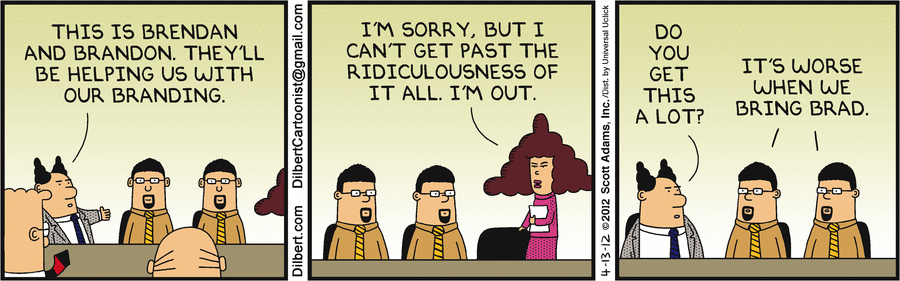 THIS IS BRENDAN
AND BRANDON. THEY'LL
BE HELPING US WITH
OUR BRANDING.
Dilbert.com DilbertCartoonist@gmail.com
I'M SORRY, BUT I
CAN'T GET PAST THE
RIDICULOUSNESS OF
IT ALL. I'M OUT.
4-13-12 ©2012 Scott Adams, Inc./Dist. by Universal Uclick
DO
YOU
GET
THIS
A LOT?
IT'S WORSE
WHEN WE
BRING BRAD.